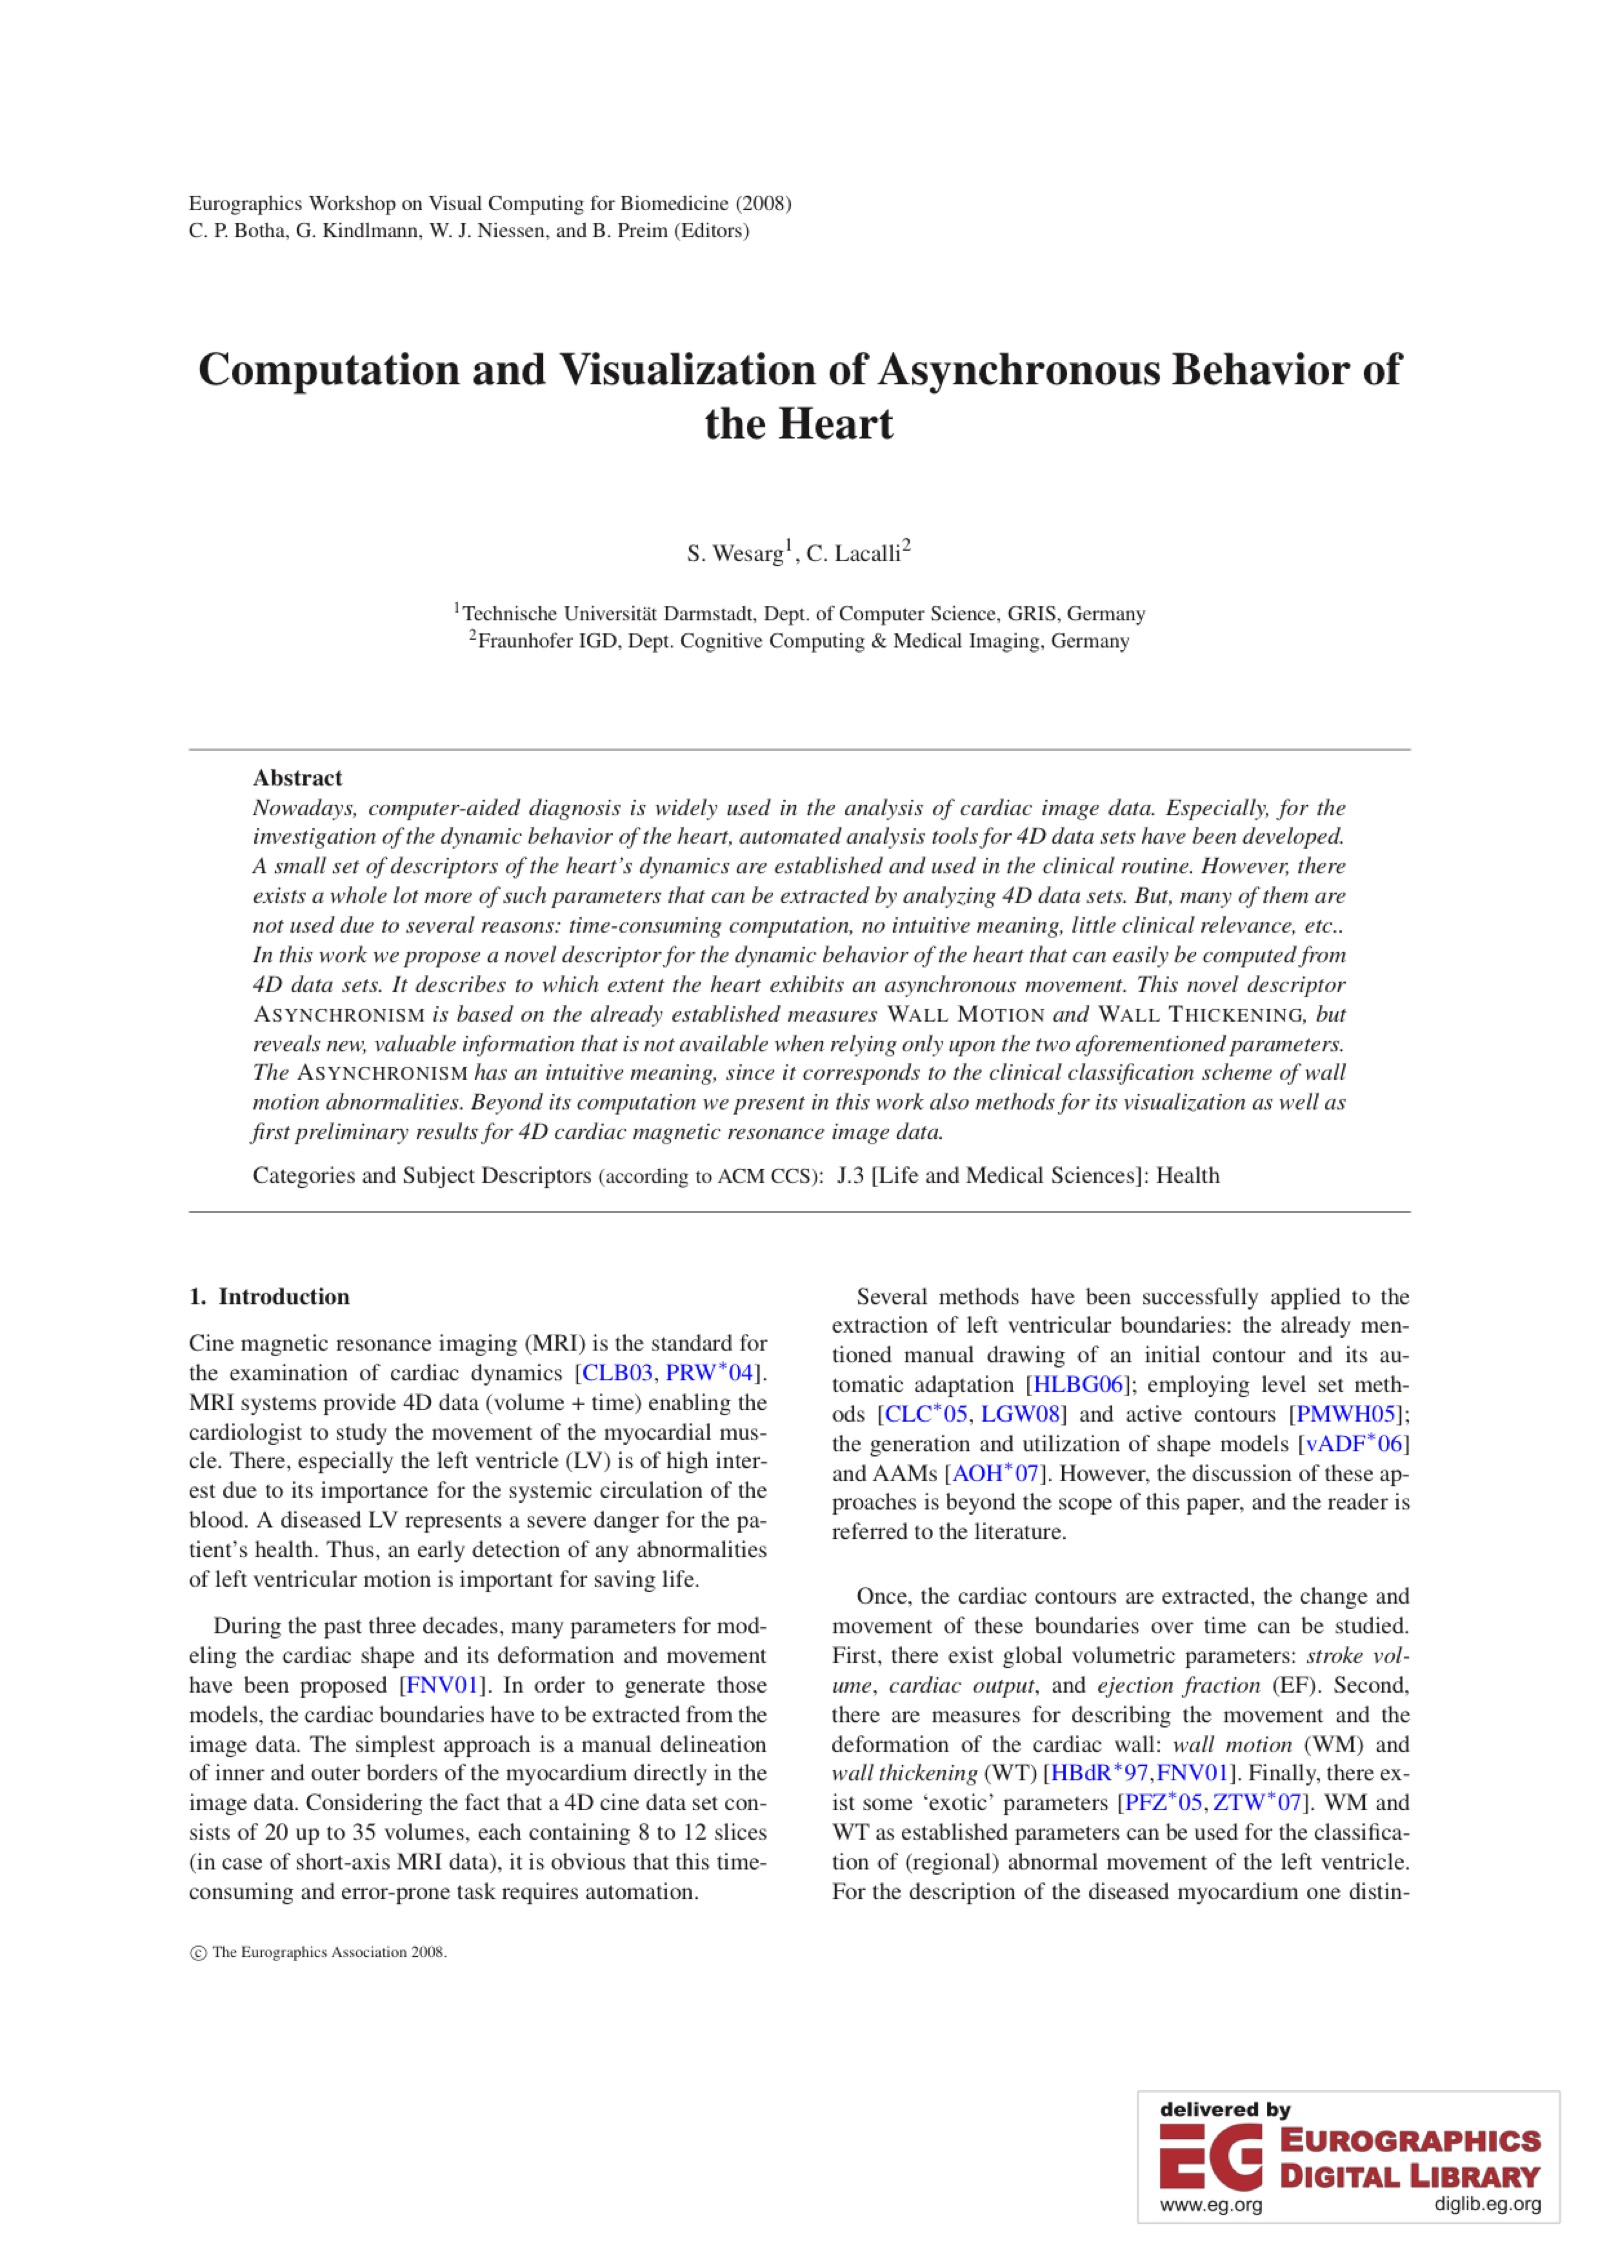 Eurographics Workshop on Visual Computing for Biomedicine (2008)
C. P. Botha, G. Kindlmann, W. J. Niessen, and B. Preim (Editors)
Computation and Visualization of Asynchronous Behavior of
the Heart
S. Wesarg1, C. Lacalli2
1Technische Universität Darmstadt, Dept. of Computer Science, GRIS, Germany
2Fraunhofer IGD, Dept. Cognitive Computing & Medical Imaging, Germany
Abstract
Nowadays, computer-aided diagnosis is widely used in the analysis of cardiac image data. Especially, for the
investigation of the dynamic behavior of the heart, automated analysis tools for 4D data sets have been developed.
A small set of descriptors of the heart's dynamics are established and used in the clinical routine. However, there
exists a whole lot more of such parameters that can be extracted by analyzing 4D data sets. But, many of them are
not used due to several reasons: time-consuming computation, no intuitive meaning, little clinical relevance, etc..
In this work we propose a novel descriptor for the dynamic behavior of the heart that can easily be computed from
4D data sets. It describes to which extent the heart exhibits an asynchronous movement. This novel descriptor
ASYNCHRONISM is based on the already established measures WALL MOTION and WALL THICKENING, but
reveals new, valuable information that is not available when relying only upon the two aforementioned parameters.
The ASYNCHRONISM has an intuitive meaning, since it corresponds to the clinical classification scheme of wall
motion abnormalities. Beyond its computation we present in this work also methods for its visualization as well as
first preliminary results for 4D cardiac magnetic resonance image data.
Categories and Subject Descriptors (according to ACM CCS): J.3 [Life and Medical Sciences]: Health
1. Introduction
Cine magnetic resonance imaging (MRI) is the standard for
the examination of cardiac dynamics [CLB03, PRW*04].
MRI systems provide 4D data (volume + time) enabling the
cardiologist to study the movement of the myocardial mus-
cle. There, especially the left ventricle (LV) is of high inter-
est due to its importance for the systemic circulation of the
blood. A diseased LV represents a severe danger for the pa-
tient's health. Thus, an early detection of any abnormalities
of left ventricular motion is important for saving life.
During the past three decades, many parameters for mod-
eling the cardiac shape and its deformation and movement
have been proposed [FNV01]. In order to generate those
models, the cardiac boundaries have to be extracted from the
image data. The simplest approach is a manual delineation
of inner and outer borders of the myocardium directly in the
image data. Considering the fact that a 4D cine data set con-
sists of 20 up to 35 volumes, each containing 8 to 12 slices
(in case of short-axis MRI data), it is obvious that this time-
consuming and error-prone task requires automation.
Several methods have been successfully applied to the
extraction of left ventricular boundaries: the already men-
tioned manual drawing of an initial contour and its au-
tomatic adaptation [HLBG06]; employing level set meth-
ods [CLC*05, LGW08] and active contours [PMWH05];
the generation and utilization of shape models [vADF*06]
and AAMs [AOH*07]. However, the discussion of these ap-
proaches is beyond the scope of this paper, and the reader is
referred to the literature.
Once, the cardiac contours are extracted, the change and
movement of these boundaries over time can be studied.
First, there exist global volumetric parameters: stroke vol-
ume, cardiac output, and ejection fraction (EF). Second,
there are measures for describing the movement and the
deformation of the cardiac wall: wall motion (WM) and
wall thickening (WT) [HBdR*97,FNV01]. Finally, there ex-
ist some ‘exotic’ parameters [PFZ*05, ZTW*07]. WM and
WT as established parameters can be used for the classifica-
tion of (regional) abnormal movement of the left ventricle.
For the description of the diseased myocardium one distin-
© The Eurographics Association 2008.
delivered by
EG EUROGRAPHICS
DIGITAL LIBRARY
www.eg.org diglib.eg.org